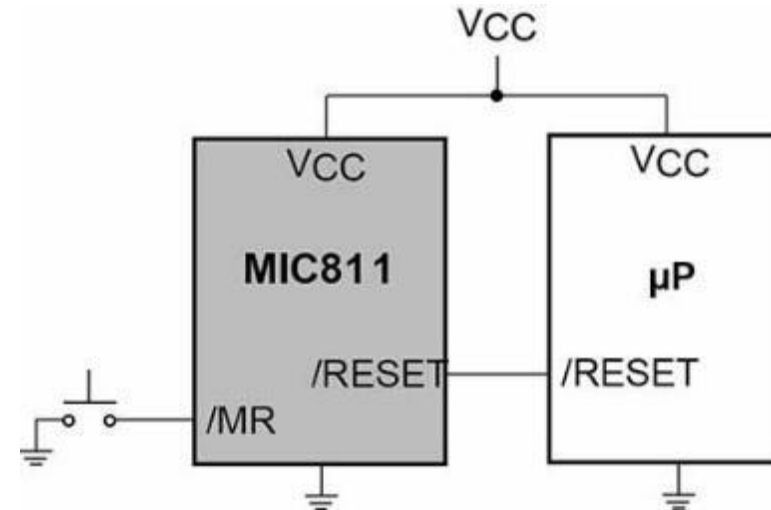 VCC
VCC
VCC
MIC811
µP
/RESET
/RESET
/MR